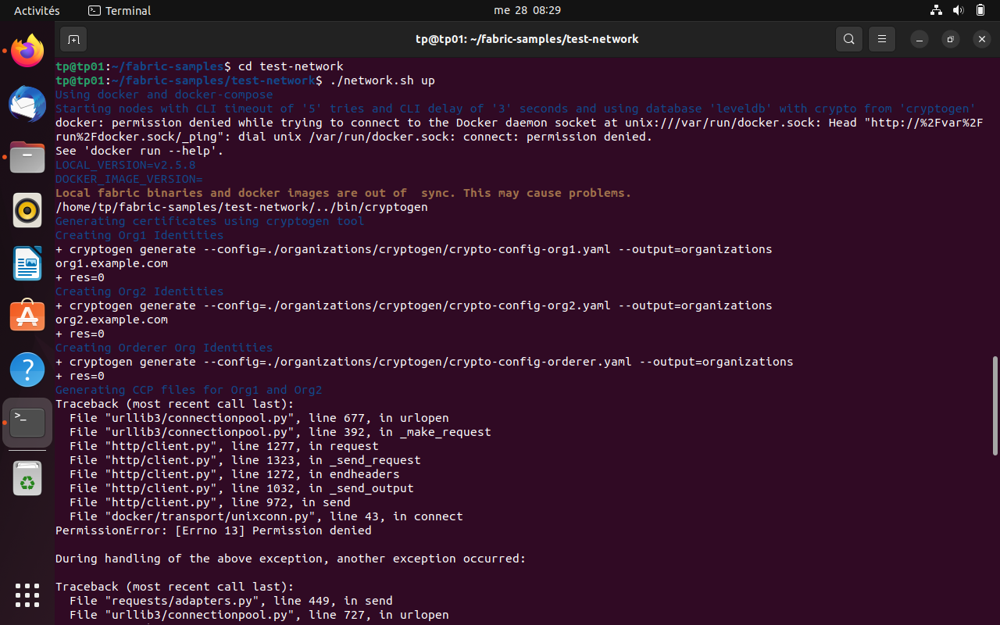 Activités
Terminal
me 28 08:29
tp@tp01: ~/fabric-samples/test-network
tp@tp01:~/fabric-samples$ cd test-network
tp@tp01:~/fabric-samples/test-network$ ./network.sh up
Using docker and docker-compose
Starting nodes with CLI timeout of '5' tries and CLI delay of '3' seconds and using database 'leveldb' with crypto from 'cryptogen'
docker: permission denied while trying to connect to the Docker daemon socket at unix:///var/run/docker.sock: Head "http://%2Fvar%2F
run%2Fdocker.sock/_ping": dial unix /var/run/docker.sock: connect: permission denied.
See 'docker run --help'.
LOCAL_VERSION=v2.5.8
DOCKER_IMAGE_VERSION=
Local fabric binaries and docker images are out of  sync. This may cause problems.
/home/tp/fabric-samples/test-network/../bin/cryptogen
Generating certificates using cryptogen tool
Creating Org1 Identities
+ cryptogen generate --config=./organizations/cryptogen/crypto-config-org1.yaml --output=organizations
org1.example.com
+ res=0
Creating Org2 Identities
+ cryptogen generate --config=./organizations/cryptogen/crypto-config-org2.yaml --output=organizations
org2.example.com
+ res=0
Creating Orderer Org Identities
+ cryptogen generate --config=./organizations/cryptogen/crypto-config-orderer.yaml --output=organizations
+ res=0
Generating CCP files for Org1 and Org2
Traceback (most recent call last):
  File "urllib3/connectionpool.py", line 677, in urlopen
  File "urllib3/connectionpool.py", line 392, in _make_request
  File "http/client.py", line 1277, in request
  File "http/client.py", line 1323, in _send_request
  File "http/client.py", line 1272, in endheaders
  File "http/client.py", line 1032, in _send_output
  File "http/client.py", line 972, in send
  File "docker/transport/unixconn.py", line 43, in connect
PermissionError: [Errno 13] Permission denied
During handling of the above exception, another exception occurred:
Traceback (most recent call last):
  File "requests/adapters.py", line 449, in send
  File "urllib3/connectionpool.py", line 727, in urlopen